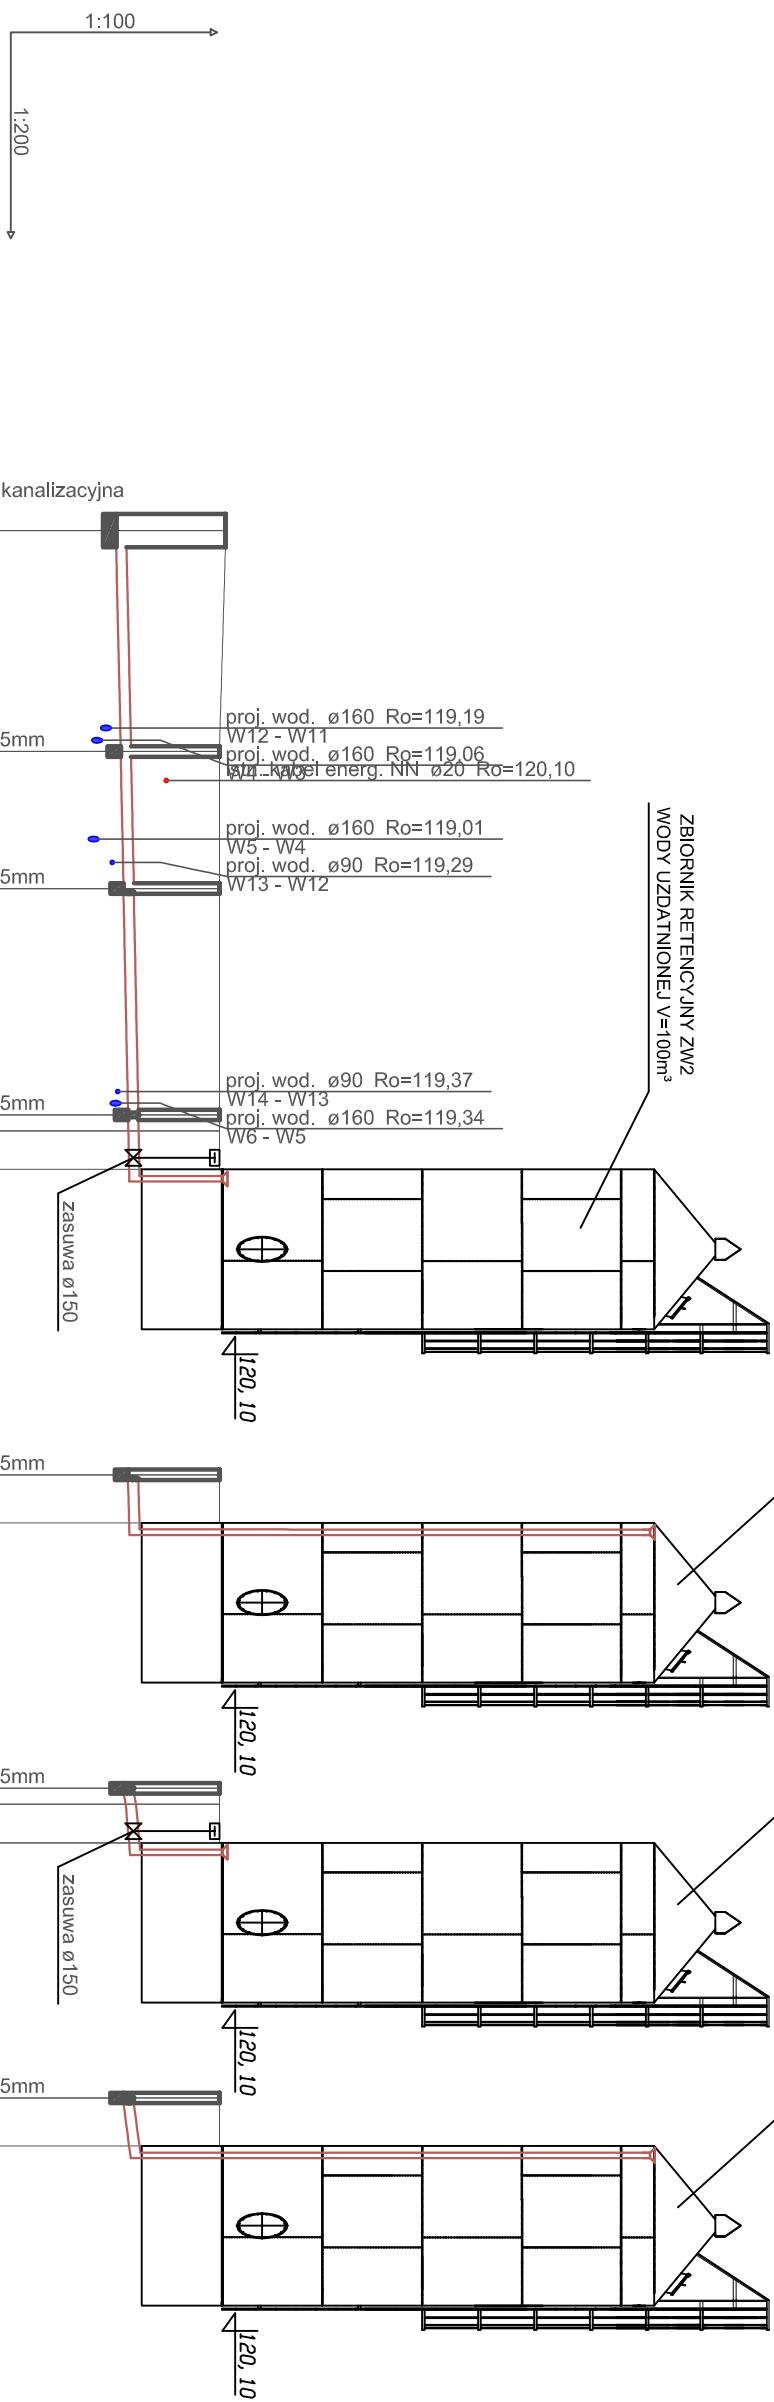 1:100
1:200
kanalizacyjna
proj. wod. ø160 Ro=119,19
W12 - W11
5mm
proj. wod. ø160 Ro=119,06
W4 - W3
istn. kabel energ. NN ø20 Ro=120,10
proj. wod. ø160 Ro=119,01
W5 - W4
proj. wod. ø90 Ro=119,29
W13 - W12
5mm
ZBIORNIK RETENCYJNY ZW2
WODY UZDATNIONEJ V=100m³
proj. wod. ø90 Ro=119,37
W14 - W13
5mm
proj. wod. ø160 Ro=119,34
W6 - W5
zasuwa ø150
120, 10
5mm
120, 10
5mm
zasuwa ø150
120, 10
5mm
120, 10